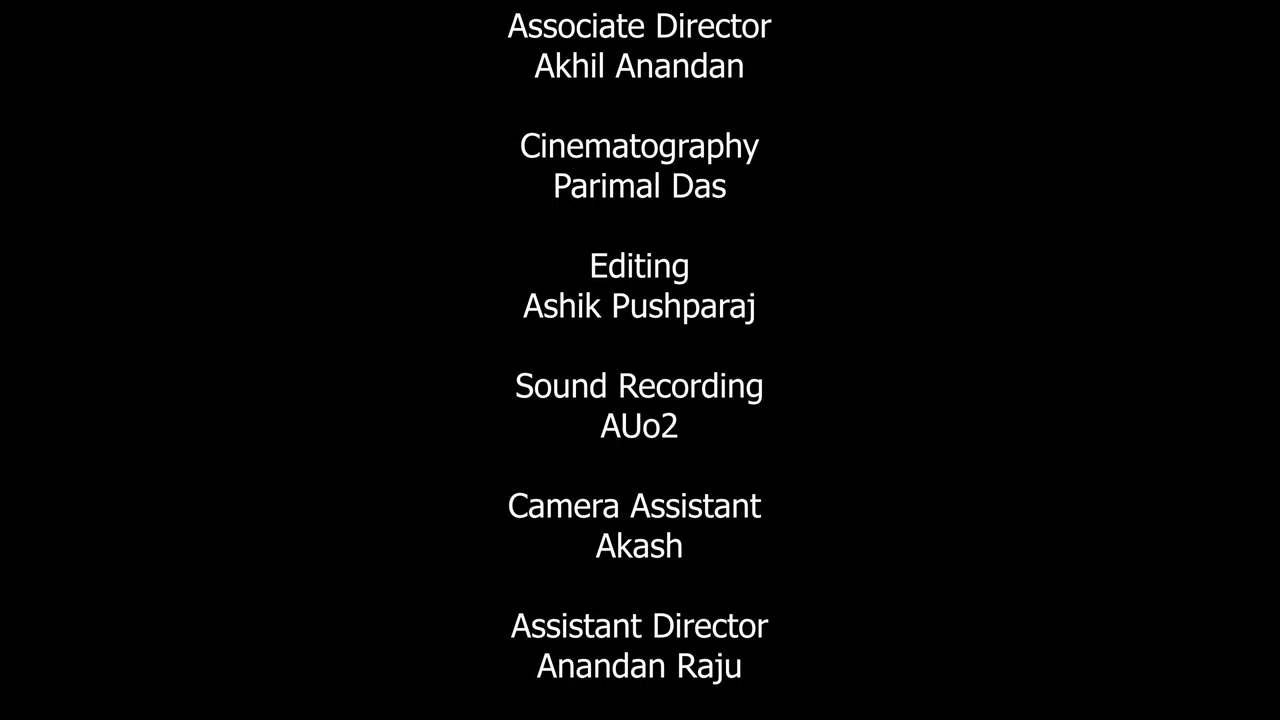 Associate Director
Akhil Anandan
Cinematography
Parimal Das
Editing
Ashik Pushparaj
Sound Recording
AUo2
Camera Assistant
Akash
Assistant Director
Anandan Raju